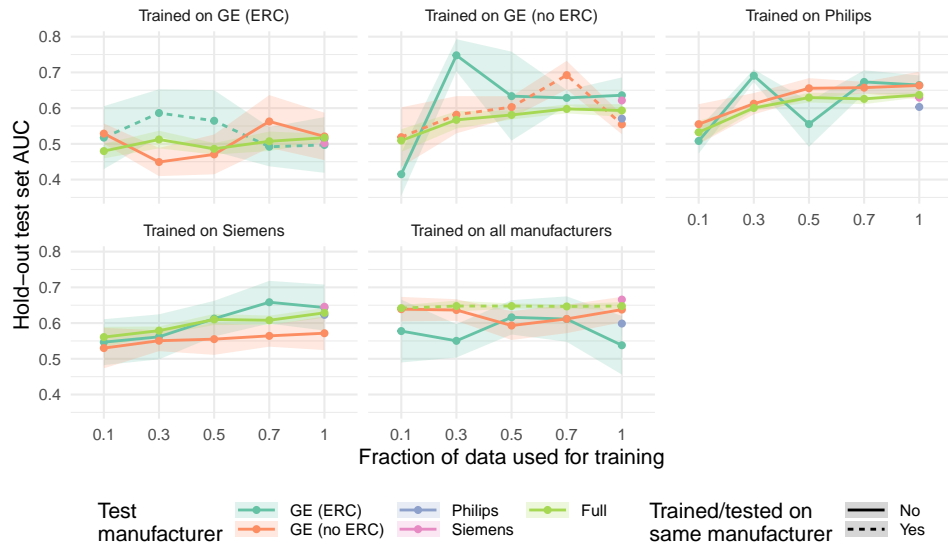 Trained on GE (ERC)
Trained on GE (no ERC)
Trained on Philips
0.8
0.7
0.6
0.5
0.4
0.1
0.3
0.5
0.7
1
Trained on Siemens
Trained on all manufacturers
0.8
0.7
0.6
0.5
0.4
0.1
0.3
0.5
0.7
1
0.1
0.3
0.5
0.7
1
Hold−out test set AUC
Fraction of data used for training
Test
manufacturer
GE (ERC)
GE (no ERC)
Philips
Siemens
Full
Trained/tested on
same manufacturer
No
Yes